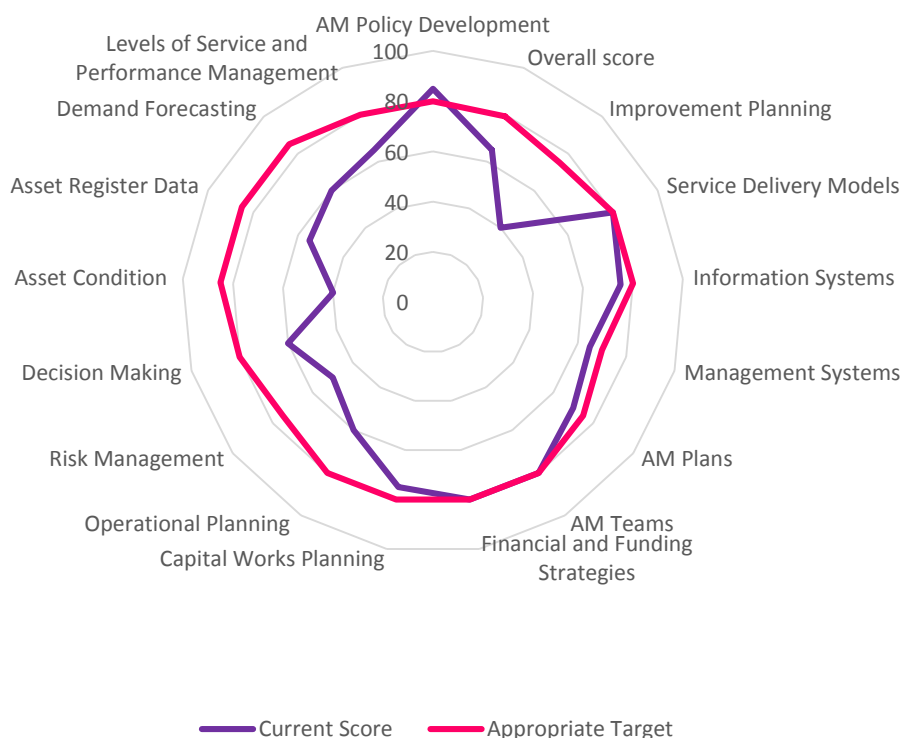 AM Policy Development
Levels of Service and
Performance Management
Overall score
Demand Forecasting
Improvement Planning
Asset Register Data
Service Delivery Models
Asset Condition
Information Systems
Decision Making
Management Systems
Risk Management
AM Plans
Operational Planning
AM Teams
Capital Works Planning
Financial and Funding
Strategies
100
80
60
40
20
0
Current Score
Appropriate Target